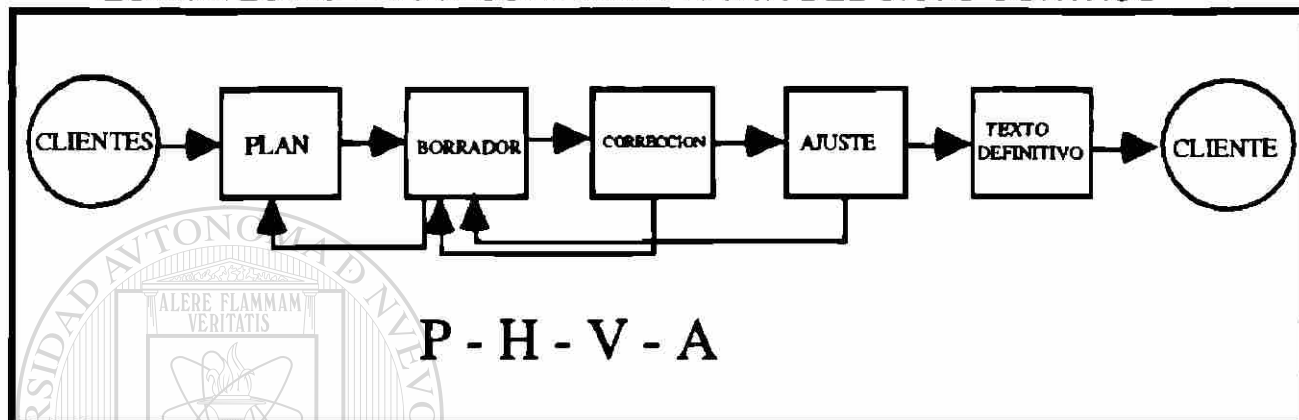 CLIENTES
PLAN
BORRADOR
CORRECCION
AJUSTE
TEXTO
DEFINITIVO
CLIENTE
P - H - V - A
ALERE FLAMMAM
VERITATIS